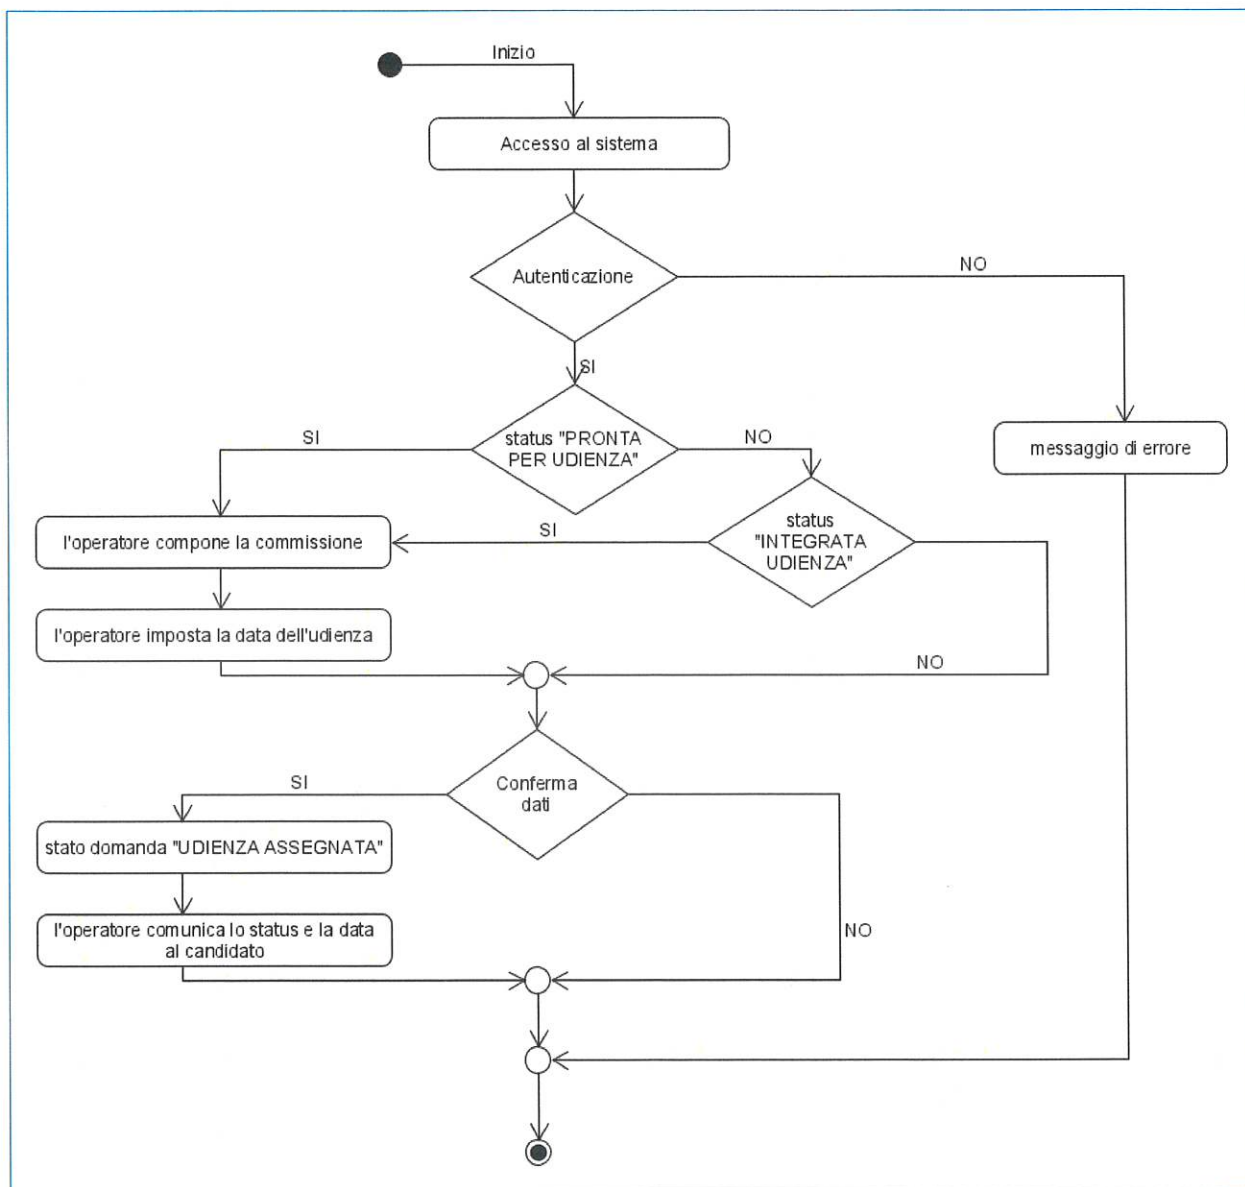 Inizio
Accesso al sistema
Autenticazione
NO
SI
status "PRONTA
PER UDIENZA"
SI
NO
messaggio di errore
status
"INTEGRATA
UDIENZA"
SI
l'operatore compone la commissione
l'operatore imposta la data dell'udienza
NO
Conferma
dati
SI
stato domanda "UDIENZA ASSEGNATA"
l'operatore comunica lo status e la data
al candidato
NO